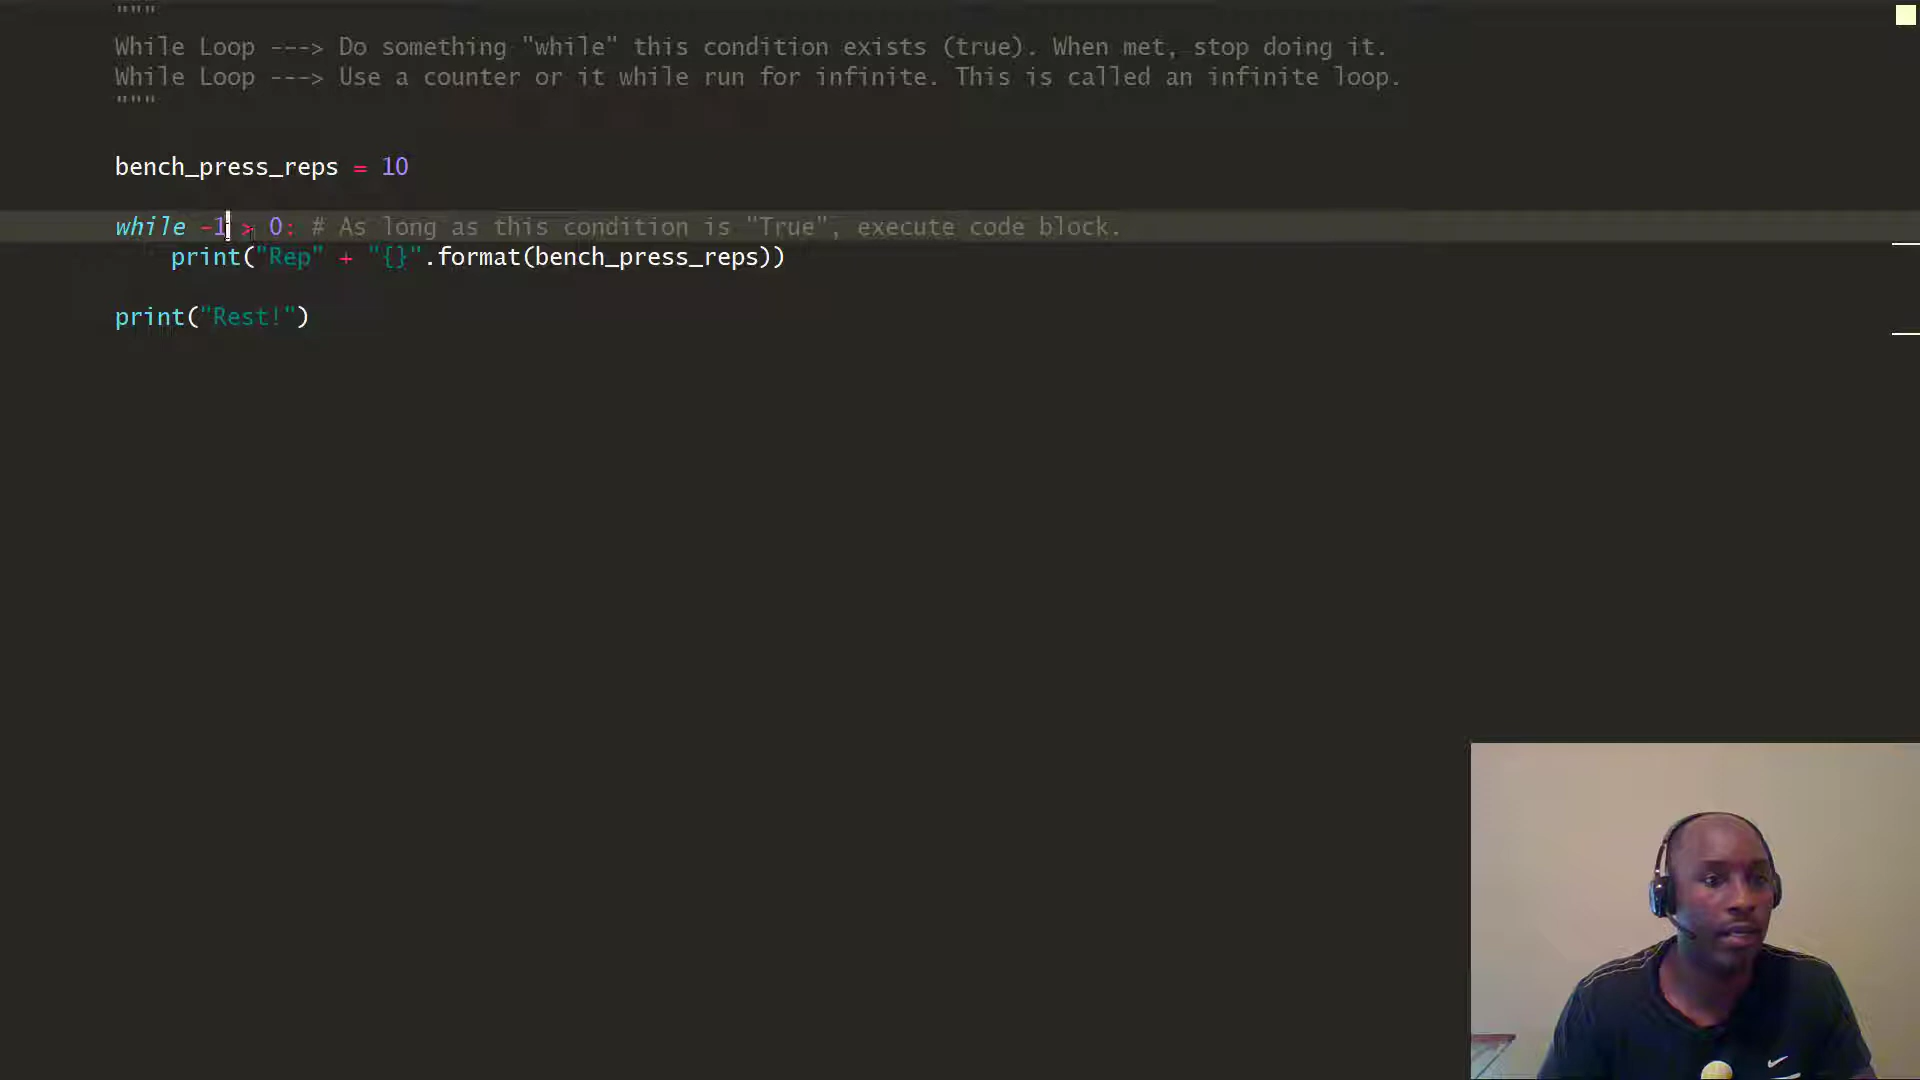 """
While Loop ---> Do something "while" this condition exists (true). When met, stop doing it.
While Loop ---> Use a counter or it while run for infinite. This is called an infinite loop.
"""
bench_press_reps = 10
while -1 > 0: # As long as this condition is "True", execute code block.
    print("Rep" + "{}".format(bench_press_reps))
print("Rest!")